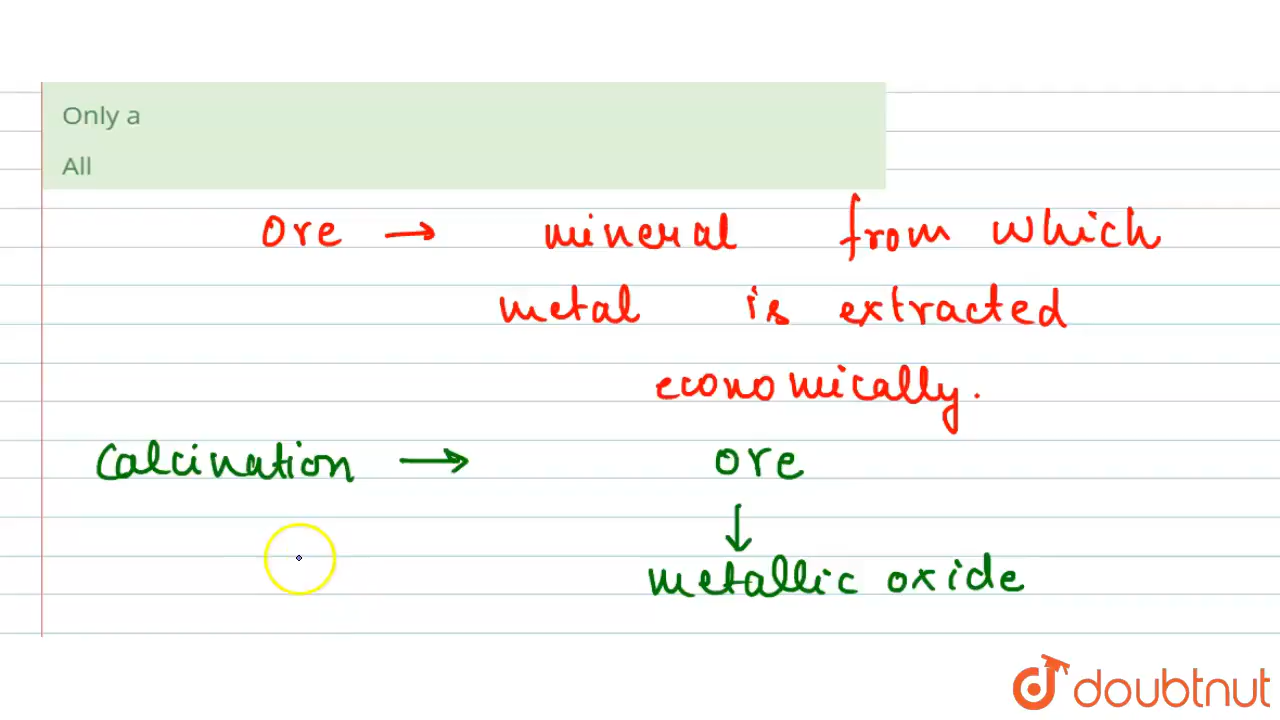 Only a
All
ore → mineral from which
metal is extracted
economically.
Calcination → ore
↓
metallic oxide
doubtnut